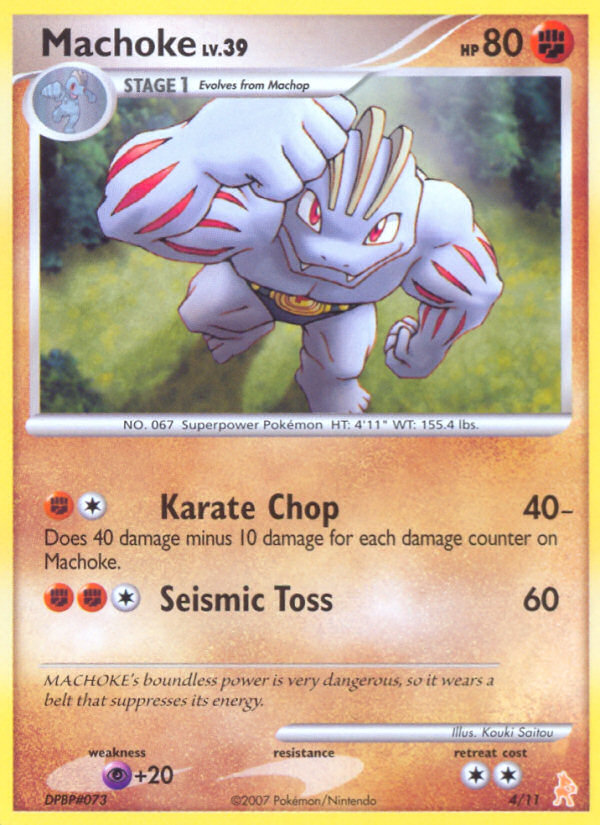 Machoke LV.39
HP 80
STAGE 1 Evolves from Machop
NO. 067 Superpower Pokémon HT: 4'11" WT: 155.4 lbs.
Karate Chop 40-
Does 40 damage minus 10 damage for each damage counter on
Machoke.
Seismic Toss 60
MACHOKE's boundless power is very dangerous, so it wears a
belt that suppresses its energy.
Illus. Kouki Saitou
weakness resistance retreat cost
+20
DPBP#073 ©2007 Pokémon/Nintendo 4/11